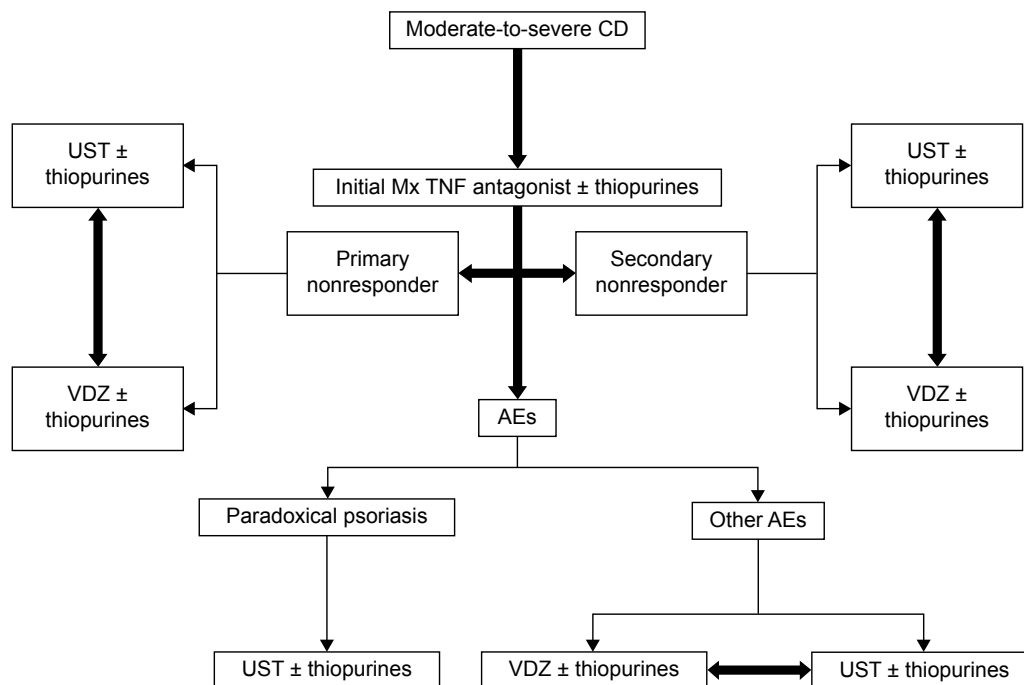 Moderate-to-severe CD
UST ±
thiopurines
UST ±
thiopurines
Initial Mx TNF antagonist ± thiopurines
Primary
nonresponder
Secondary
nonresponder
VDZ ±
thiopurines
VDZ ±
thiopurines
AEs
Paradoxical psoriasis
Other AEs
UST ± thiopurines
VDZ ± thiopurines
UST ± thiopurines